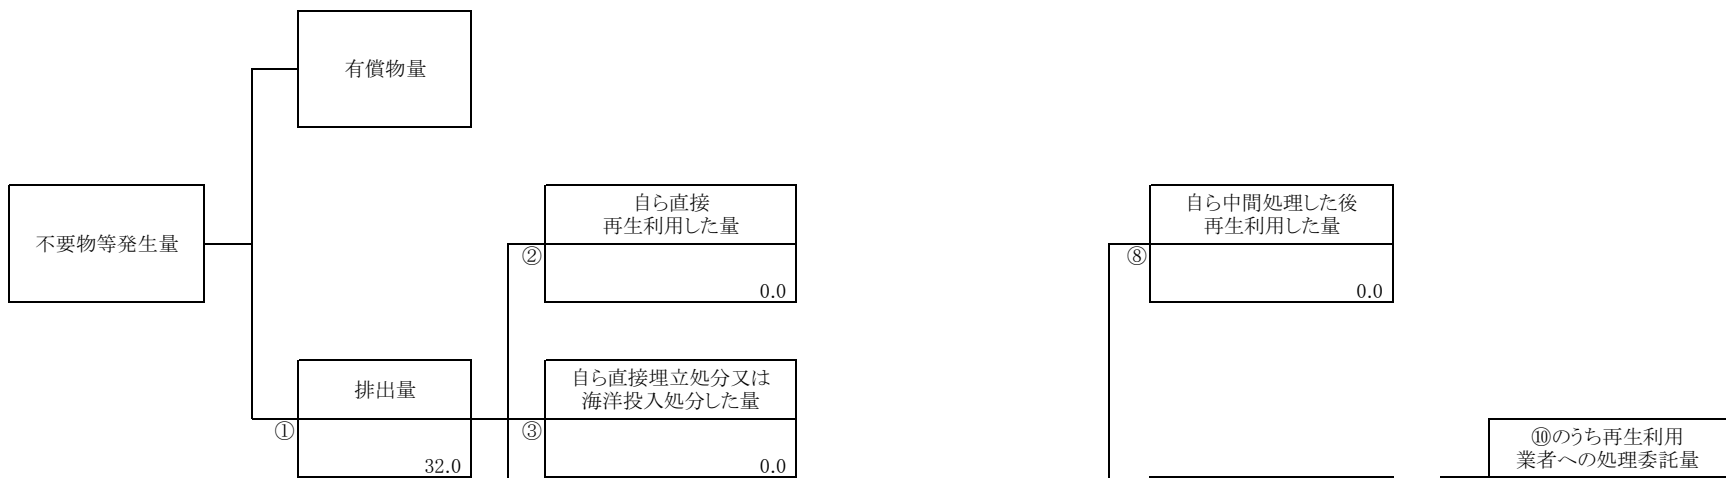 有償物量
不要物等発生量
自ら直接
再生利用した量
②
0.0
自ら中間処理した後
再生利用した量
⑧
0.0
排出量
①
32.0
自ら直接埋立処分又は
海洋投入処分した量
③
0.0
⑩のうち再生利用
業者への処理委託量